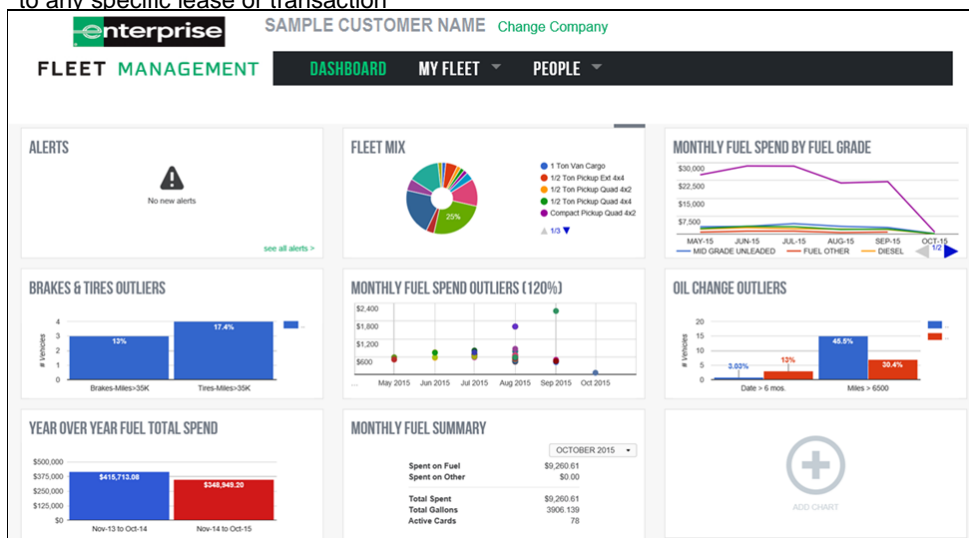 to any specific lease or transaction
enterprise
SAMPLE CUSTOMER NAME Change Company
FLEET MANAGEMENT
DASHBOARD MY FLEET PEOPLE
ALERTS
No new alerts
see all alerts >
FLEET MIX
25%
1 Ton Van Cargo
1/2 Ton Pickup Ext 4x4
1/2 Ton Pickup Quad 4x2
1/2 Ton Pickup Quad 4x4
Compact Pickup Quad 4x2
1/3
MONTHLY FUEL SPEND BY FUEL GRADE
$30,000
$22,500
$15,000
$7,500
MAY-15 JUN-15 JUL-15 AUG-15 SEP-15 OCT-15
MID GRADE UNLEADED FUEL OTHER DIESEL 1/2
BRAKES & TIRES OUTLIERS
# Vehicles
4
3
2
1
0
13% 17.4%
...
Brakes-Miles>35K Tires-Miles>35K
MONTHLY FUEL SPEND OUTLIERS (120%)
$2,400
$1,800
$1,200
$600
... May 2015 Jun 2015 Jul 2015 Aug 2015 Sep 2015 Oct 2015
OIL CHANGE OUTLIERS
# Vehicles
20
15
10
5
0
3.03% 13% 45.5% 30.4%
...
...
Date > 6 mos. Miles > 6500
YEAR OVER YEAR FUEL TOTAL SPEND
$500,000
$375,000
$250,000
$125,000
$0
$415,713.08 $348,949.20
Nov-13 to Oct-14 Nov-14 to Oct-15
MONTHLY FUEL SUMMARY
OCTOBER 2015
Spent on Fuel $9,260.61
Spent on Other $0.00
Total Spent $9,260.61
Total Gallons 3906.139
Active Cards 78
ADD CHART